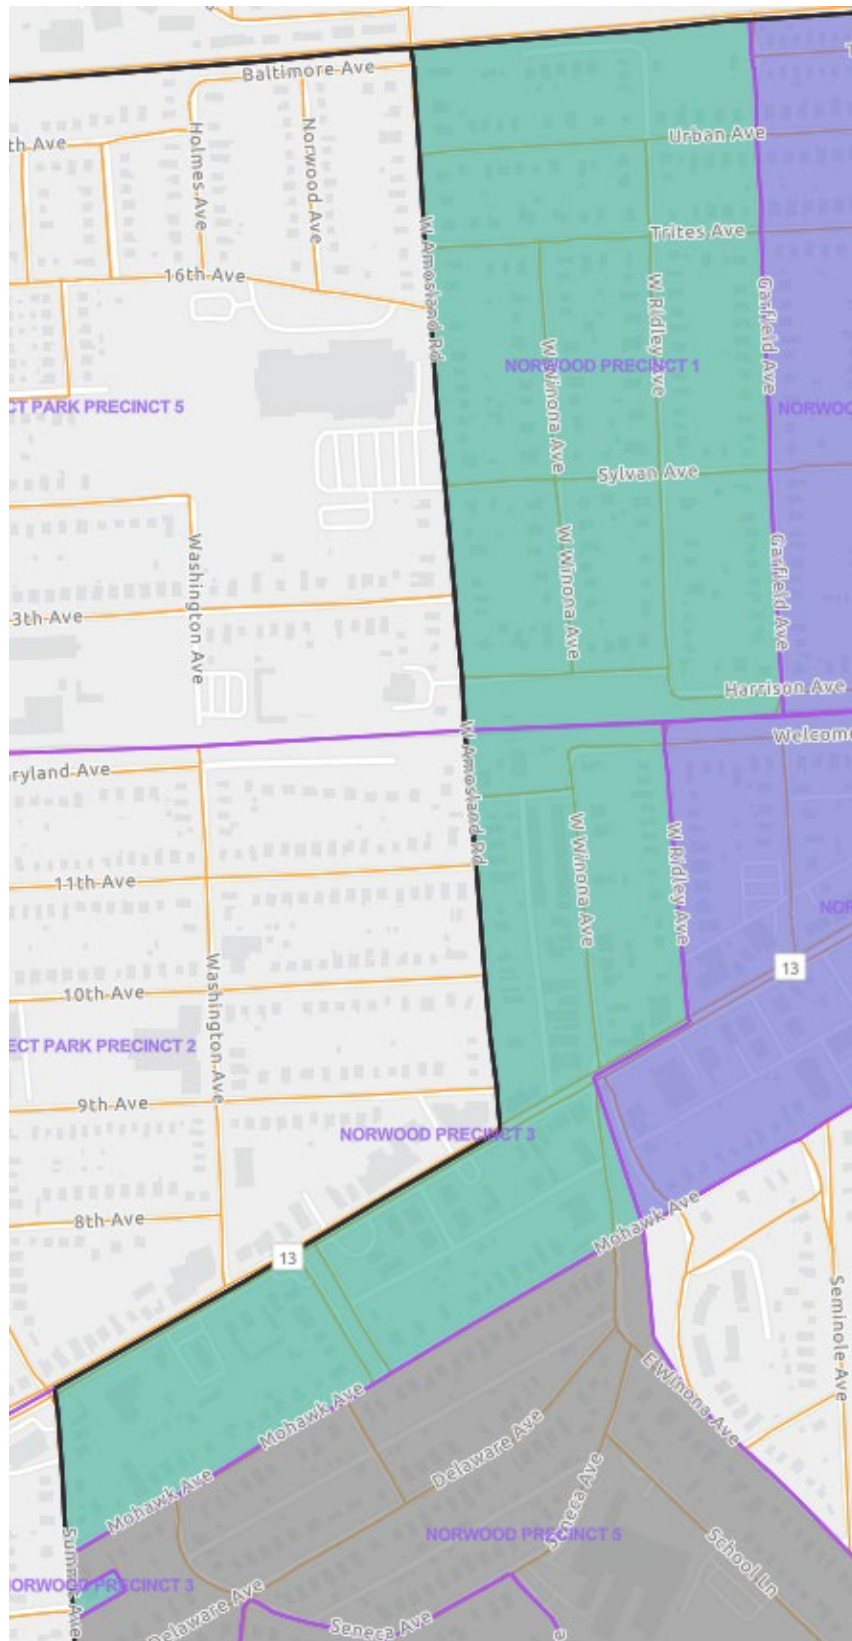 Baltimore Ave
th Ave
Holmes Ave
Norwood Ave
Urban Ave
W Amosland Rd
Trites Ave
16th Ave
W Ridley Ave
Garfield Ave
W Winona Ave
NORWOOD PRECINCT 1
CT PARK PRECINCT 5
NORWOO
Sylvan Ave
Washington Ave
W Winona Ave
Garfield Ave
3th Ave
Harrison Ave
W Amosland Rd
Welcome
ryland Ave
W Winona Ave
W Ridley Ave
11th Ave
NOR
Washington Ave
13
10th Ave
ECT PARK PRECINCT 2
9th Ave
NORWOOD PRECINCT 3
8th Ave
Mohawk Ave
13
Seminole Ave
E Winona Ave
Mohawk Ave
Delaware Ave
Mohawk Ave
Seneca Ave
NORWOOD PRECINCT 5
School Ln
ORWOOD PRECINCT 3
Delaware Ave
Seneca Ave